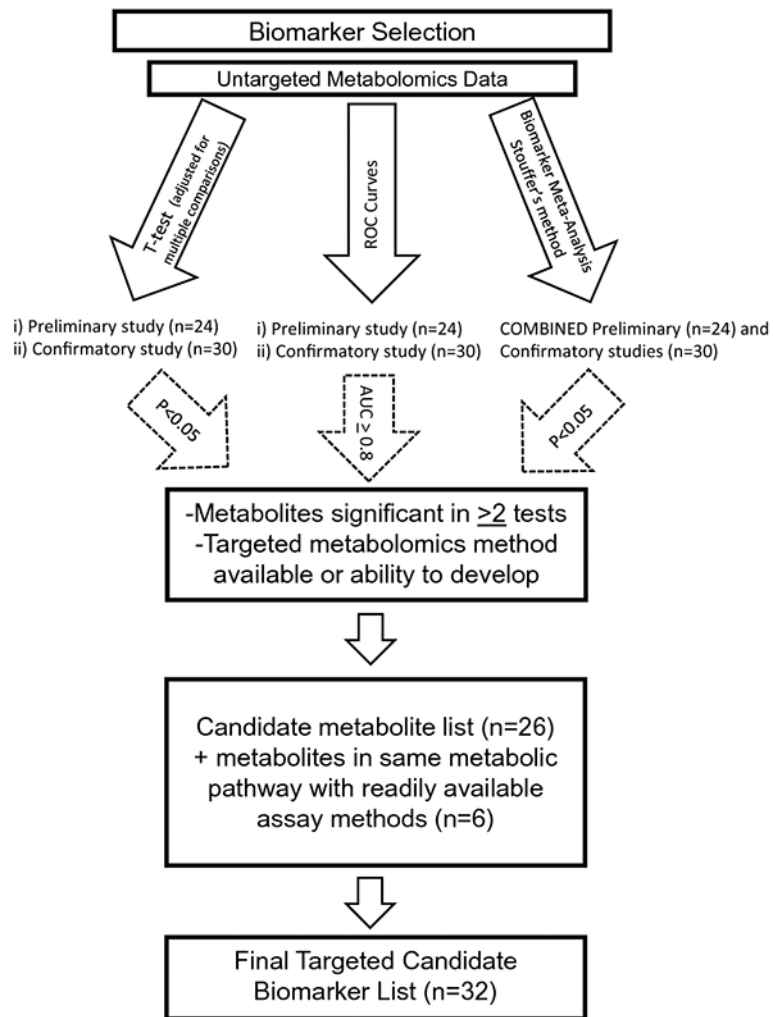 Biomarker Selection
Untargeted Metabolomics Data
T-test (adjusted for
multiple comparisons)
ROC Curves
Biomarker Meta-Analysis
Stouffer's method
i) Preliminary study (n=24)
ii) Confirmatory study (n=30)
i) Preliminary study (n=24)
ii) Confirmatory study (n=30)
COMBINED Preliminary (n=24) and
Confirmatory studies (n=30)
P<0.05
AUC ≥ 0.8
P<0.05
-Metabolites significant in >2 tests
-Targeted metabolomics method
available or ability to develop
Candidate metabolite list (n=26)
+ metabolites in same metabolic
pathway with readily available
assay methods (n=6)
Final Targeted Candidate
Biomarker List (n=32)